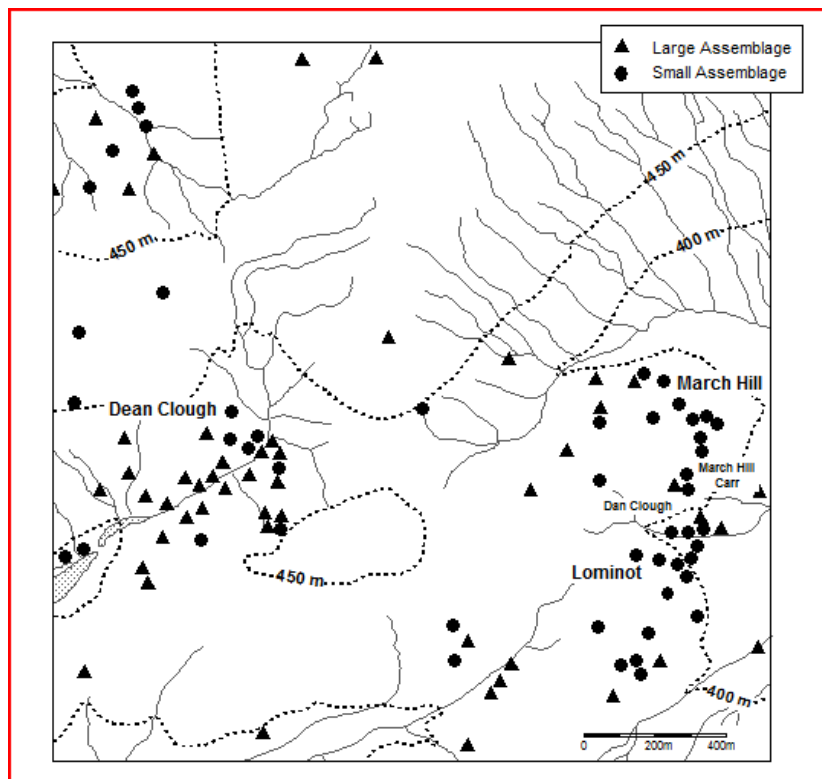 Large Assemblage
Small Assemblage
450 m
400 m
450 m
March Hill
Dean Clough
March Hill
Carr
Dan Clough
Lominot
450 m
400 m
0 200m 400m